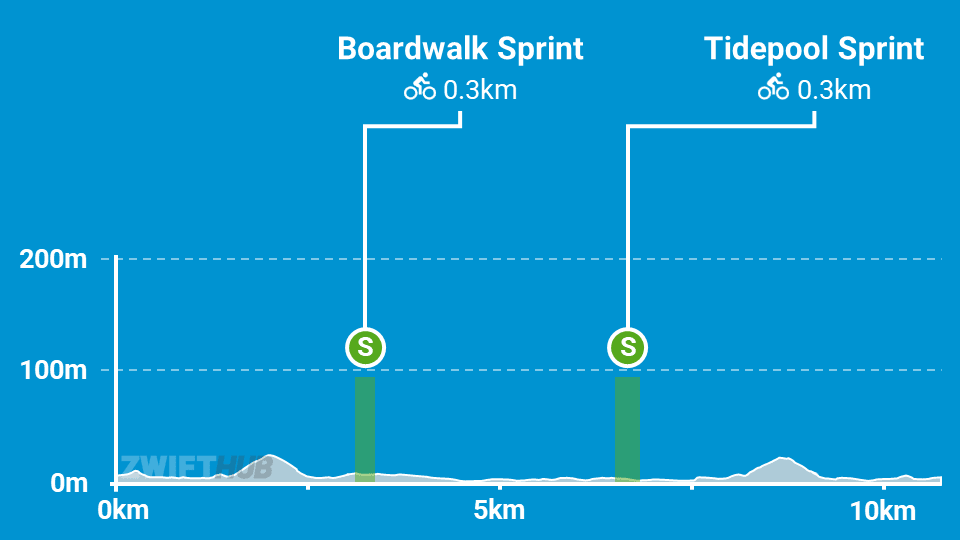 Boardwalk Sprint
0.3km
Tidepool Sprint
0.3km
200m
S
S
100m
ZWIFTHUB
0m
0km
5km
10km